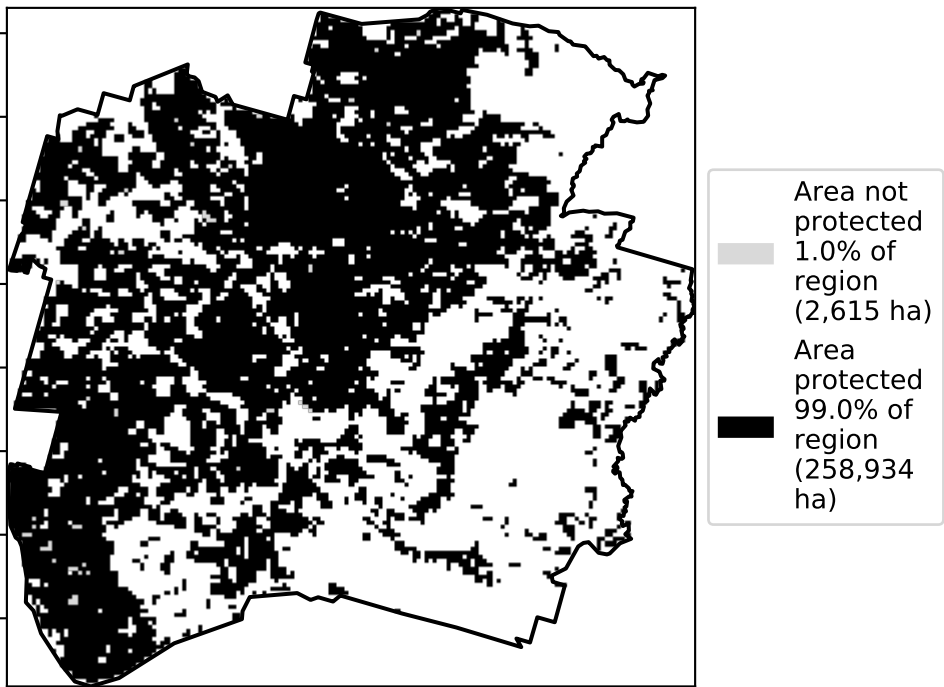 Area not
protected
1.0% of
region
(2,615 ha)
Area
protected
99.0% of
region
(258,934
ha)